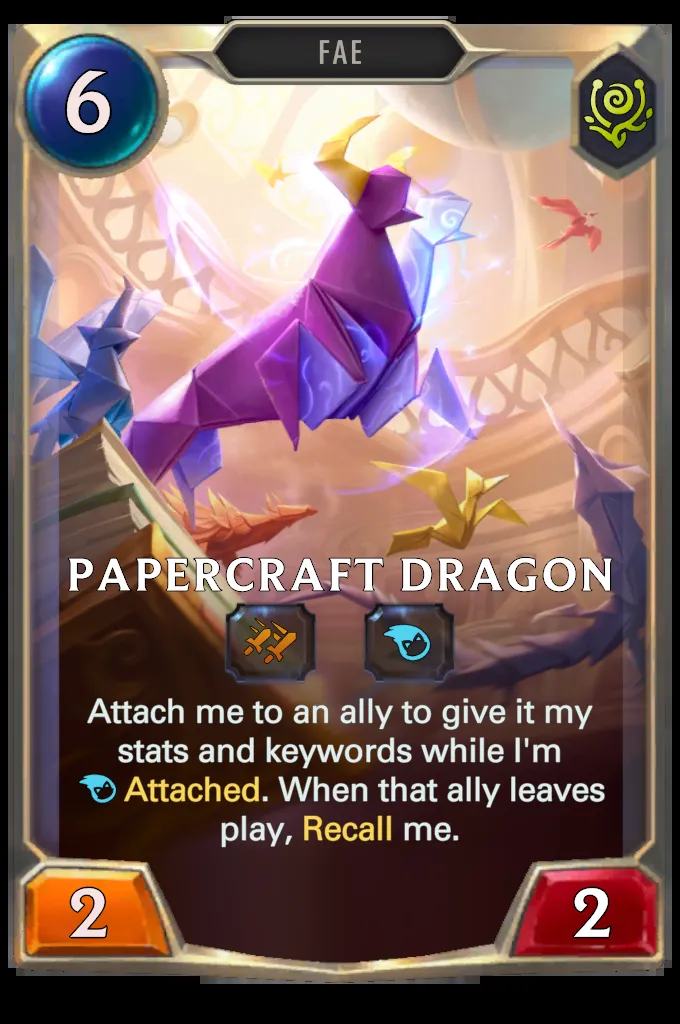 FAE
6
PAPERCRAFT DRAGON
Attach me to an ally to give it my
stats and keywords while I'm
Attached. When that ally leaves
play, Recall me.
2
2